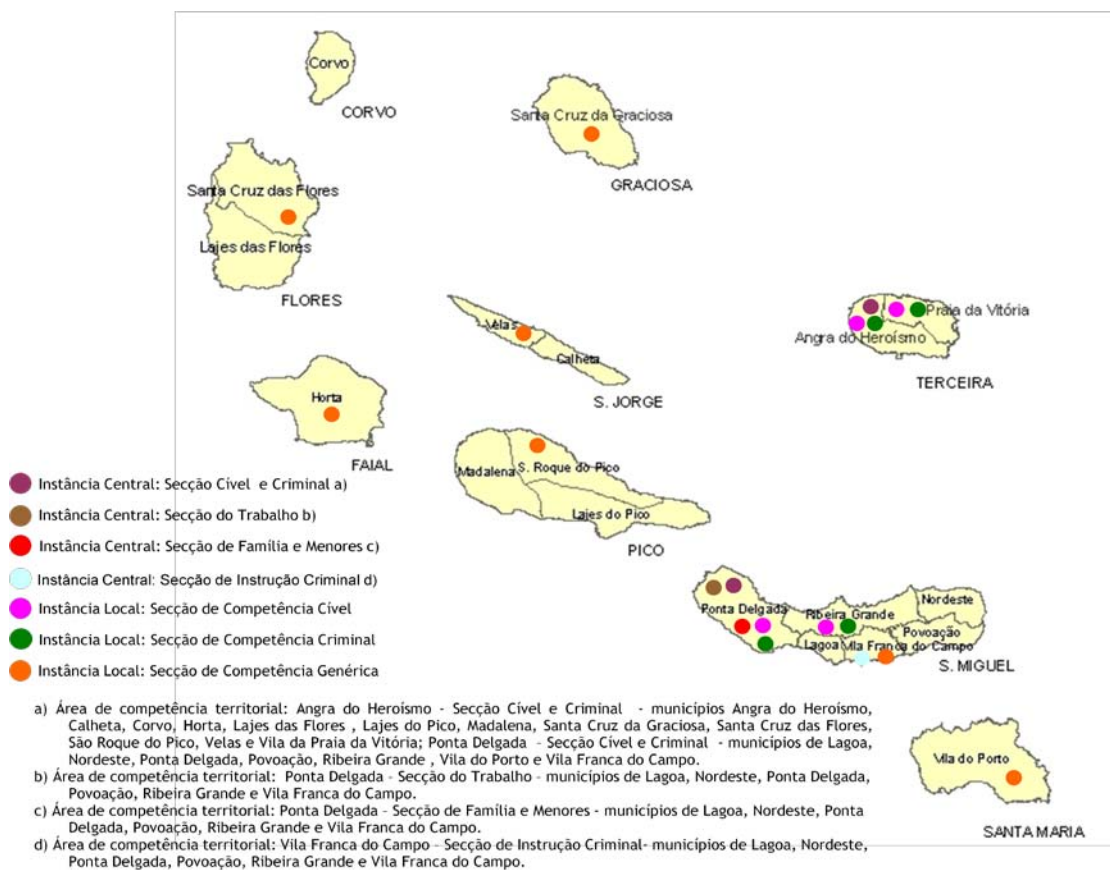 Corvo
CORVO
Santa Cruz da Graciosa
GRACIOSA
Santa Cruz das Flores
Lajes das Flores
FLORES
Velas
Calheta
S. JORGE
Praia da Vitória
Angra do Heroísmo
TERCEIRA
Horta
FAIAL
Madalena
S. Roque do Pico
Lajes do Pico
PICO
Instância Central: Secção Cível e Criminal a)
Instância Central: Secção do Trabalho b)
Instância Central: Secção de Família e Menores c)
Instância Central: Secção de Instrução Criminal d)
Instância Local: Secção de Competência Cível
Instância Local: Secção de Competência Criminal
Instância Local: Secção de Competência Genérica
Ponta Delgada
Ribeira Grande
Nordeste
Lagoa
Vila Franca do Campo
Povoação
S. MIGUEL
Vila do Porto
SANTA MARIA
a) Área de competência territorial: Angra do Heroísmo - Secção Cível e Criminal - municípios Angra do Heroísmo,
Calheta, Corvo, Horta, Lajes das Flores , Lajes do Pico, Madalena, Santa Cruz da Graciosa, Santa Cruz das Flores,
São Roque do Pico, Velas e Vila da Praia da Vitória; Ponta Delgada - Secção Cível e Criminal - municípios de Lagoa,
Nordeste, Ponta Delgada, Povoação, Ribeira Grande , Vila do Porto e Vila Franca do Campo.
b) Área de competência territorial: Ponta Delgada - Secção do Trabalho - municípios de Lagoa, Nordeste, Ponta Delgada,
Povoação, Ribeira Grande e Vila Franca do Campo.
c) Área de competência territorial: Ponta Delgada - Secção de Família e Menores - municípios de Lagoa, Nordeste, Ponta
Delgada, Povoação, Ribeira Grande e Vila Franca do Campo.
d) Área de competência territorial: Vila Franca do Campo - Secção de Instrução Criminal- municípios de Lagoa, Nordeste,
Ponta Delgada, Povoação, Ribeira Grande e Vila Franca do Campo.